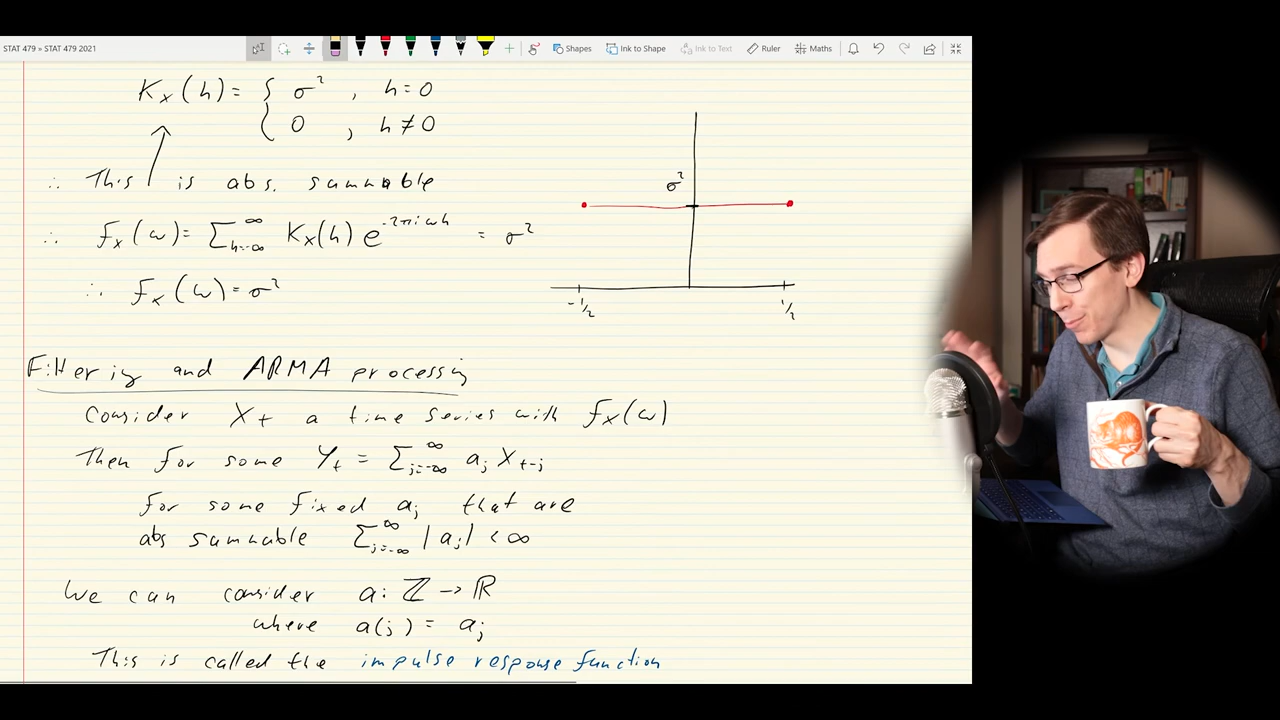 STAT 479 » STAT 479 2021
Shapes Ink to Shape Ink to Text Ruler Maths
K_X(h) = { σ² , h=0
0 , h≠0
∴ This is abs. summable
σ²
∴ f_X(ω) = Σ_{h=-∞}^{∞} K_X(h) e^{-2πiωh} = σ²
∴ f_X(ω) = σ²
-1/2 1/2
Filtering and ARMA processing
Consider X_t a time series with f_X(ω)
Then for some Y_t = Σ_{j=-∞}^{∞} a_j X_{t-j}
for some fixed a_j that are
abs summable Σ_{j=-∞}^{∞} |a_j| < ∞
We can consider a: ℤ → ℝ
where a(j) = a_j
This is called the impulse response function